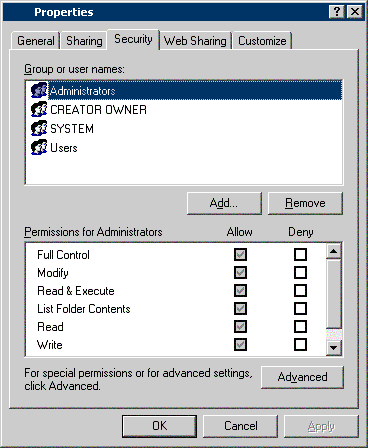 Properties
General Sharing Security Web Sharing Customize
Group or user names:
Administrators
CREATOR OWNER
SYSTEM
Users
Add... Remove
Permissions for Administrators Allow Deny
Full Control
Modify
Read & Execute
List Folder Contents
Read
Write
For special permissions or for advanced settings,
click Advanced.
Advanced
OK Cancel Apply